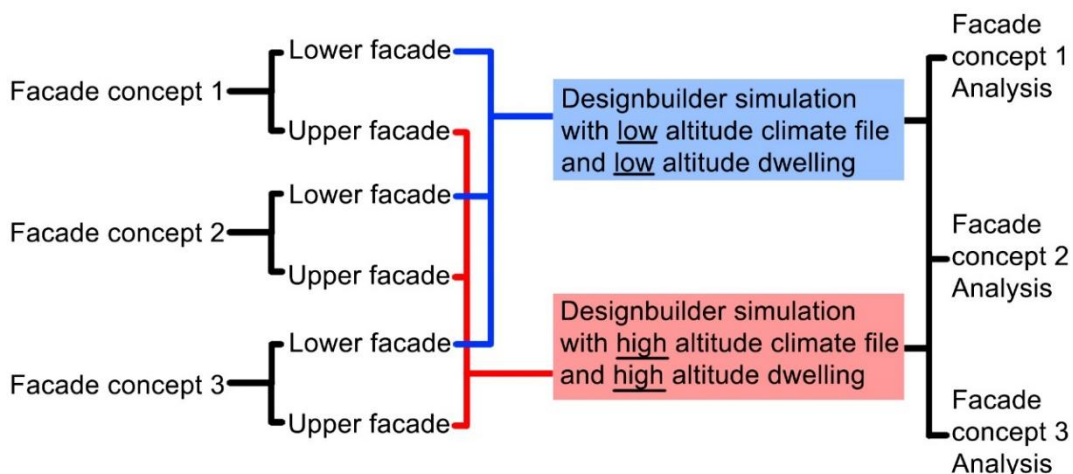 Facade concept 1
Lower facade
Upper facade
Facade concept 2
Lower facade
Upper facade
Facade concept 3
Lower facade
Upper facade
Designbuilder simulation
with low altitude climate file
and low altitude dwelling
Designbuilder simulation
with high altitude climate file
and high altitude dwelling
Facade
concept 1
Analysis
Facade
concept 2
Analysis
Facade
concept 3
Analysis